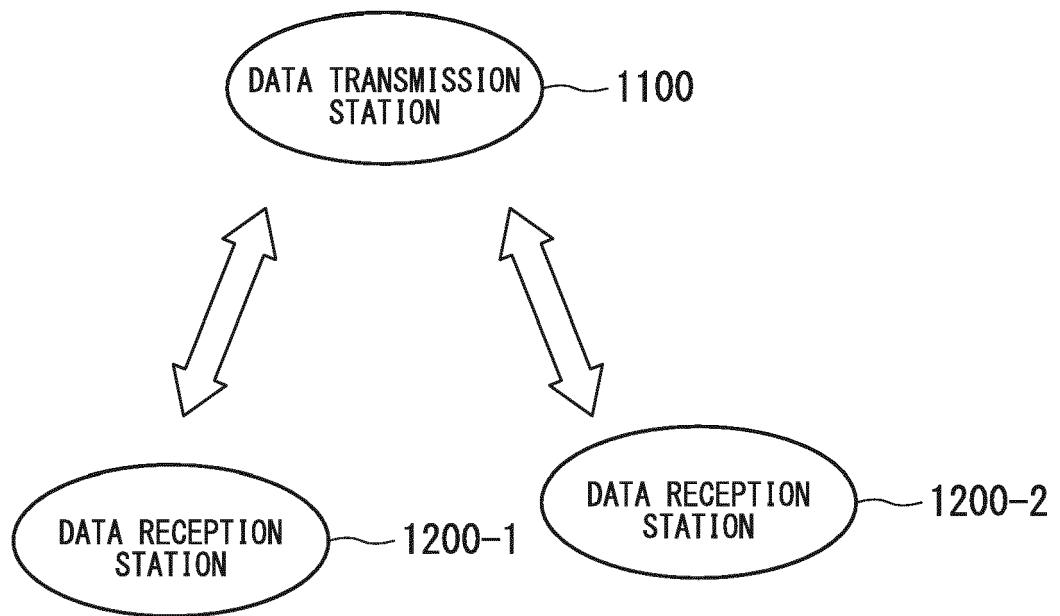 DATA TRANSMISSION
STATION
1100
DATA RECEPTION
STATION
1200-1
DATA RECEPTION
STATION
1200-2